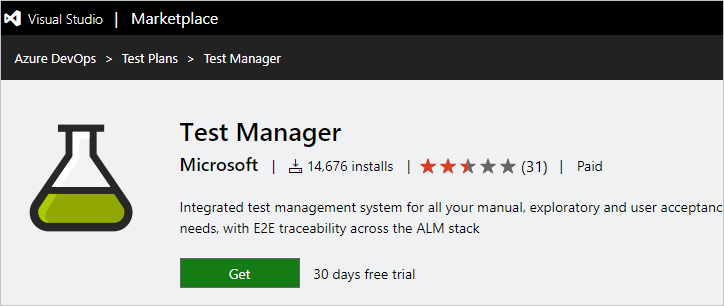 Visual Studio | Marketplace
Azure DevOps > Test Plans > Test Manager
Test Manager
Microsoft | 14,676 installs | (31) | Paid
Integrated test management system for all your manual, exploratory and user acceptanc
needs, with E2E traceability across the ALM stack
Get 30 days free trial